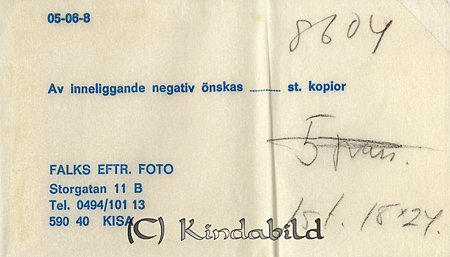 05-06-8
8604
Av inneliggande negativ önskas ........ st. kopior
5
FALKS EFTR. FOTO
Storgatan 11 B
Tel. 0494/101 13
590 40 KISA
18x24.
(C) Kindabild